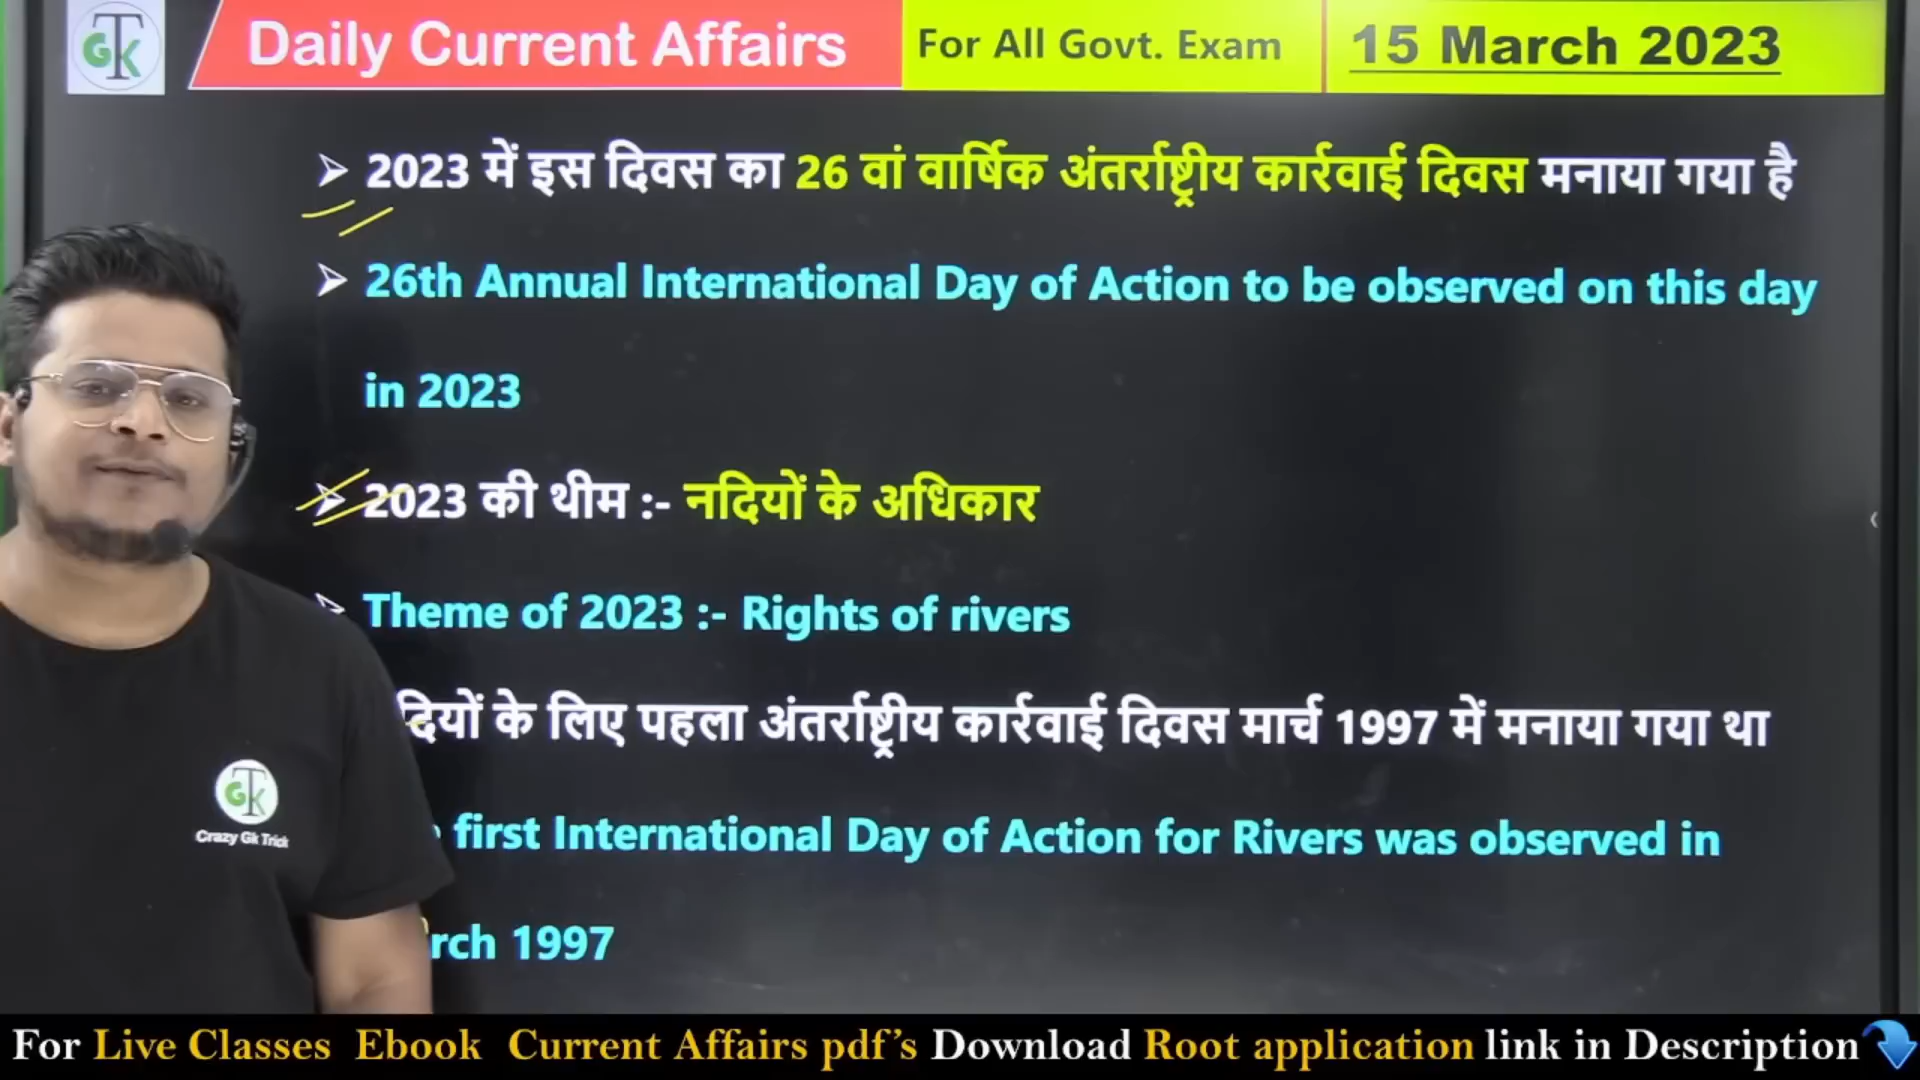 GTK
Daily Current Affairs
For All Govt. Exam
15 March 2023
➢ 2023 में इस दिवस का 26 वां वार्षिक अंतर्राष्ट्रीय कार्रवाई दिवस मनाया गया है
➢ 26th Annual International Day of Action to be observed on this day
in 2023
➢ 2023 की थीम :- नदियों के अधिकार
➢ Theme of 2023 :- Rights of rivers
दियों के लिए पहला अंतर्राष्ट्रीय कार्रवाई दिवस मार्च 1997 में मनाया गया था
first International Day of Action for Rivers was observed in
rch 1997
GTK
Crazy Gk Trick
For Live Classes Ebook Current Affairs pdf's Download Root application link in Description